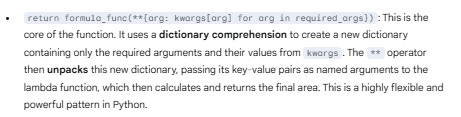 • return formula_func(**{arg: kwargs[arg] for arg in required_args}) : This is the
core of the function. It uses a dictionary comprehension to create a new dictionary
containing only the required arguments and their values from kwargs . The ** operator
then unpacks this new dictionary, passing its key-value pairs as named arguments to the
lambda function, which then calculates and returns the final area. This is a highly flexible and
powerful pattern in Python.